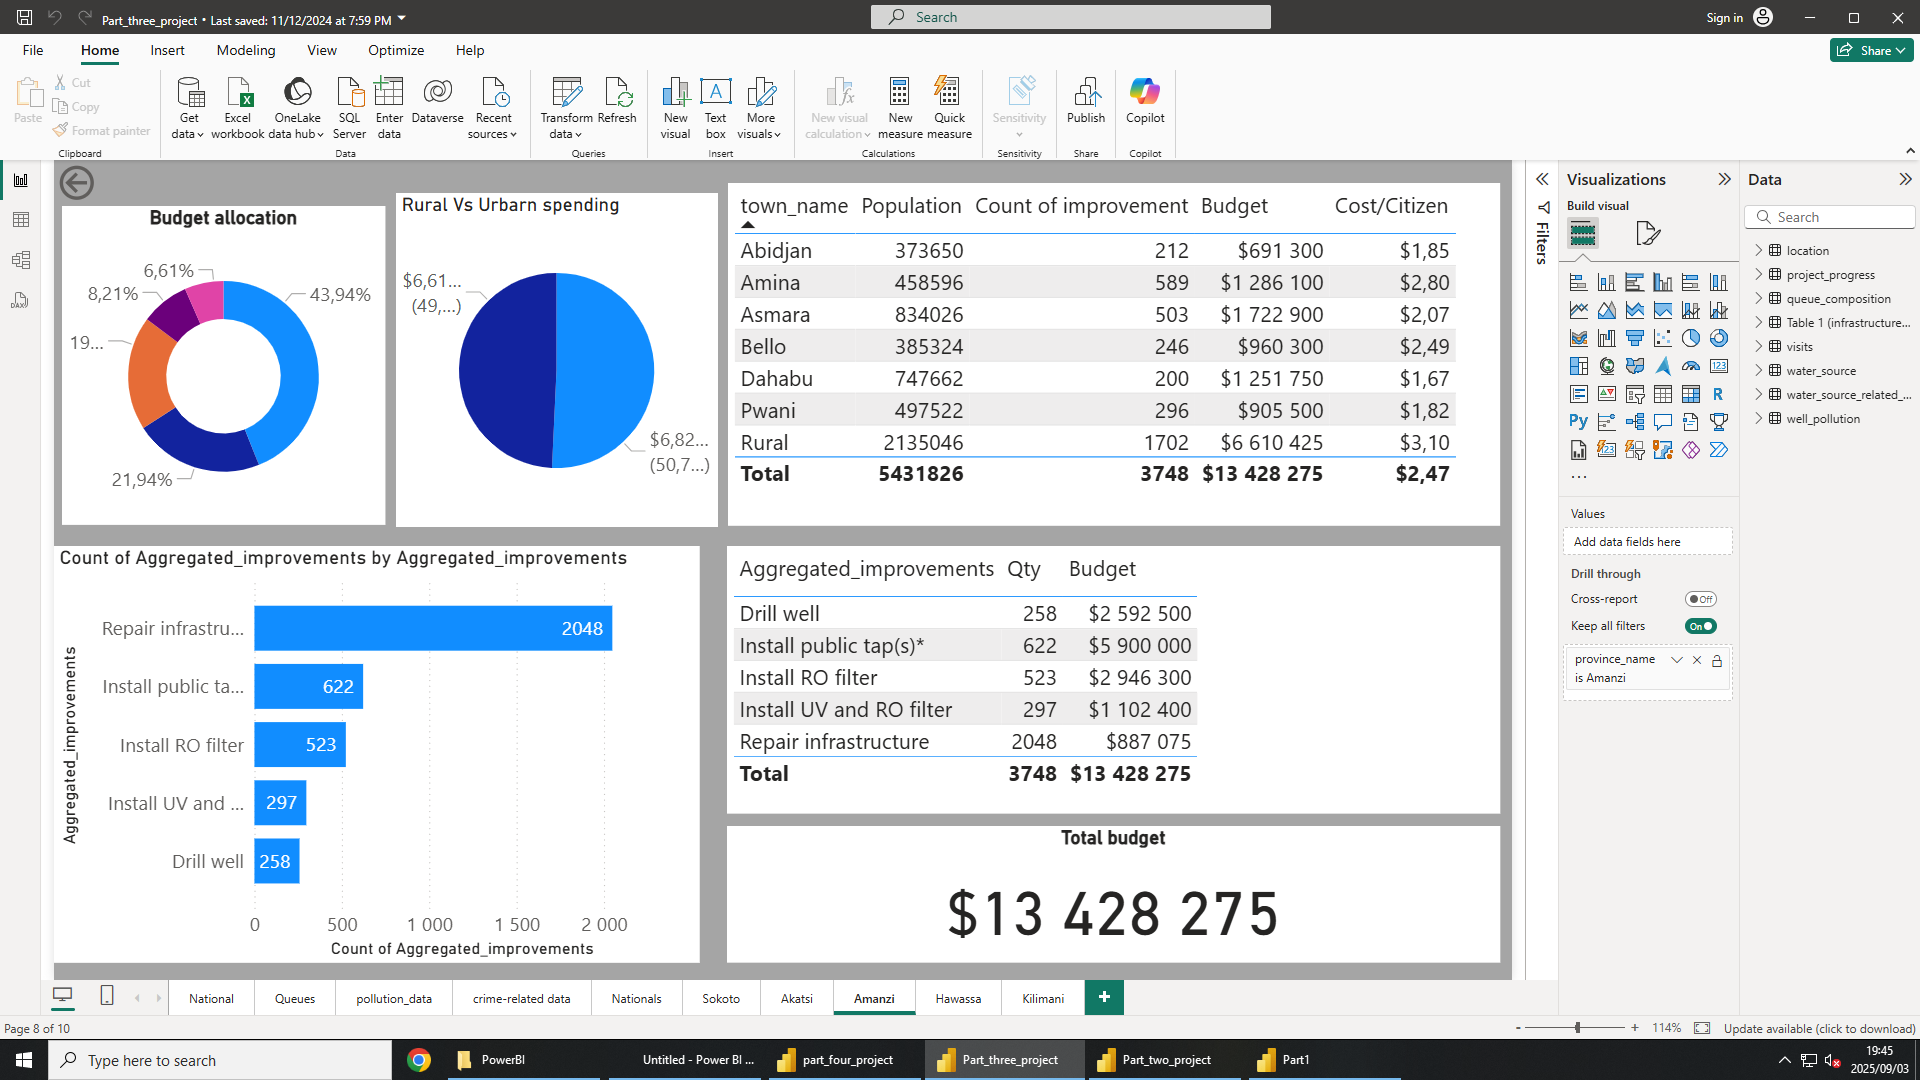 Part_three_project • Last saved: 11/12/2024 at 7:59 PM
Search
Sign in
File Home Insert Modeling View Optimize Help
Share
Paste
Cut
Copy
Format painter
Clipboard
Get data
Excel workbook
OneLake data hub
SQL Server
Enter data
Dataverse
Recent sources
Data
Transform data
Refresh
Queries
New visual
Text box
More visuals
Insert
New visual calculation
New measure
Quick measure
Calculations
Sensitivity
Sensitivity
Publish
Share
Copilot
Copilot
Budget allocation
6,61%
8,21%
43,94%
19...
21,94%
Rural Vs Urbarn spending
$6,61...
(49,...)
$6,82...
(50,7...)
town_name Population Count of improvement Budget Cost/Citizen
Abidjan 373650 212 $691 300 $1,85
Amina 458596 589 $1 286 100 $2,80
Asmara 834026 503 $1 722 900 $2,07
Bello 385324 246 $960 300 $2,49
Dahabu 747662 200 $1 251 750 $1,67
Pwani 497522 296 $905 500 $1,82
Rural 2135046 1702 $6 610 425 $3,10
Total 5431826 3748 $13 428 275 $2,47
Count of Aggregated_improvements by Aggregated_improvements
Aggregated_improvements
Repair infrastru... 2048
Install public ta... 622
Install RO filter 523
Install UV and ... 297
Drill well 258
0 500 1 000 1 500 2 000
Count of Aggregated_improvements
Aggregated_improvements Qty Budget
Drill well 258 $2 592 500
Install public tap(s)* 622 $5 900 000
Install RO filter 523 $2 946 300
Install UV and RO filter 297 $1 102 400
Repair infrastructure 2048 $887 075
Total 3748 $13 428 275
Total budget
$13 428 275
Filters
Visualizations
Build visual
123
R
Py
Values
Add data fields here
Drill through
Cross-report Off
Keep all filters On
province_name
is Amanzi
Data
Search
location
project_progress
queue_composition
Table 1 (infrastructure...
visits
water_source
water_source_related_...
well_pollution
National Queues pollution_data crime-related data Nationals Sokoto Akatsi Amanzi Hawassa Kilimani +
Page 8 of 10
- + 114%
Update available (click to download)
Type here to search
PowerBI
Untitled - Power BI ...
part_four_project
Part_three_project
Part_two_project
Part1
19:45
2025/09/03